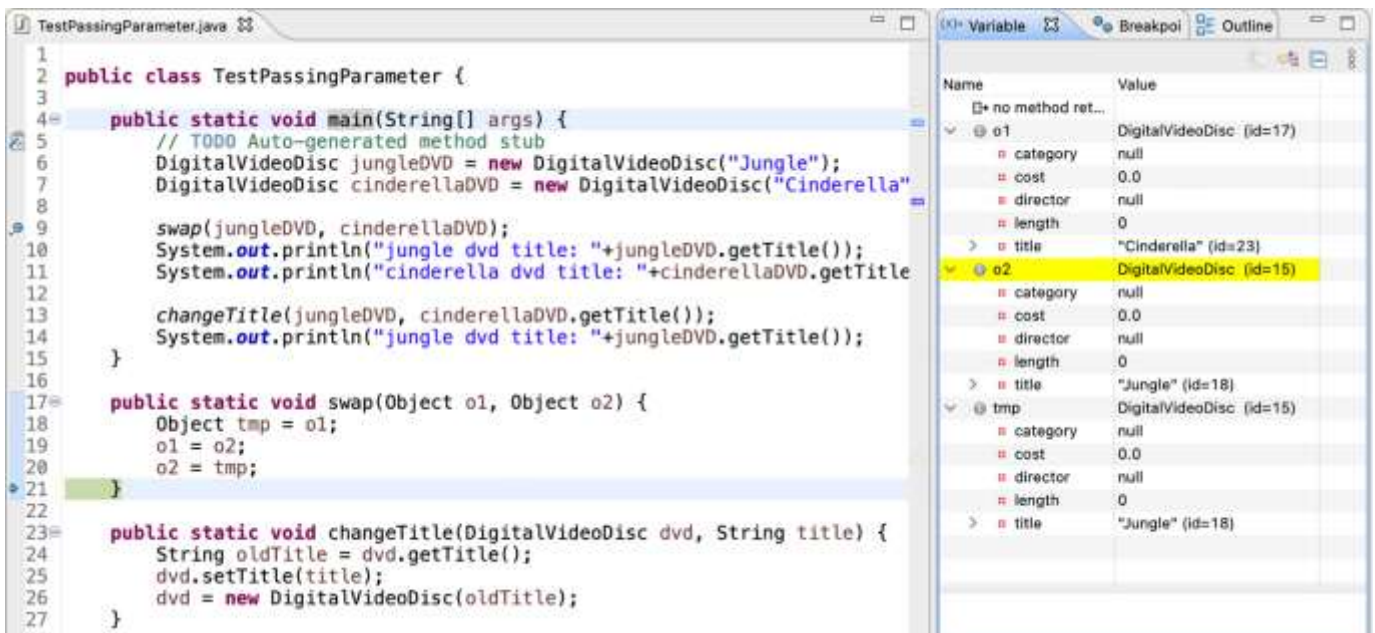 TestPassingParameter.java
1
2 public class TestPassingParameter {
3
4 public static void main(String[] args) {
5 // TODO Auto-generated method stub
6 DigitalVideoDisc jungleDVD = new DigitalVideoDisc("Jungle");
7 DigitalVideoDisc cinderellaDVD = new DigitalVideoDisc("Cinderella"
8
9 swap(jungleDVD, cinderellaDVD);
10 System.out.println("jungle dvd title: "+jungleDVD.getTitle());
11 System.out.println("cinderella dvd title: "+cinderellaDVD.getTitle
12
13 changeTitle(jungleDVD, cinderellaDVD.getTitle());
14 System.out.println("jungle dvd title: "+jungleDVD.getTitle());
15 }
16
17 public static void swap(Object o1, Object o2) {
18 Object tmp = o1;
19 o1 = o2;
20 o2 = tmp;
21 }
22
23 public static void changeTitle(DigitalVideoDisc dvd, String title) {
24 String oldTitle = dvd.getTitle();
25 dvd.setTitle(title);
26 dvd = new DigitalVideoDisc(oldTitle);
27 }
(x)= Variable Breakpoi Outline
Name Value
no method ret...
o1 DigitalVideoDisc (id=17)
category null
cost 0.0
director null
length 0
title "Cinderella" (id=23)
o2 DigitalVideoDisc (id=15)
category null
cost 0.0
director null
length 0
title "Jungle" (id=18)
tmp DigitalVideoDisc (id=15)
category null
cost 0.0
director null
length 0
title "Jungle" (id=18)